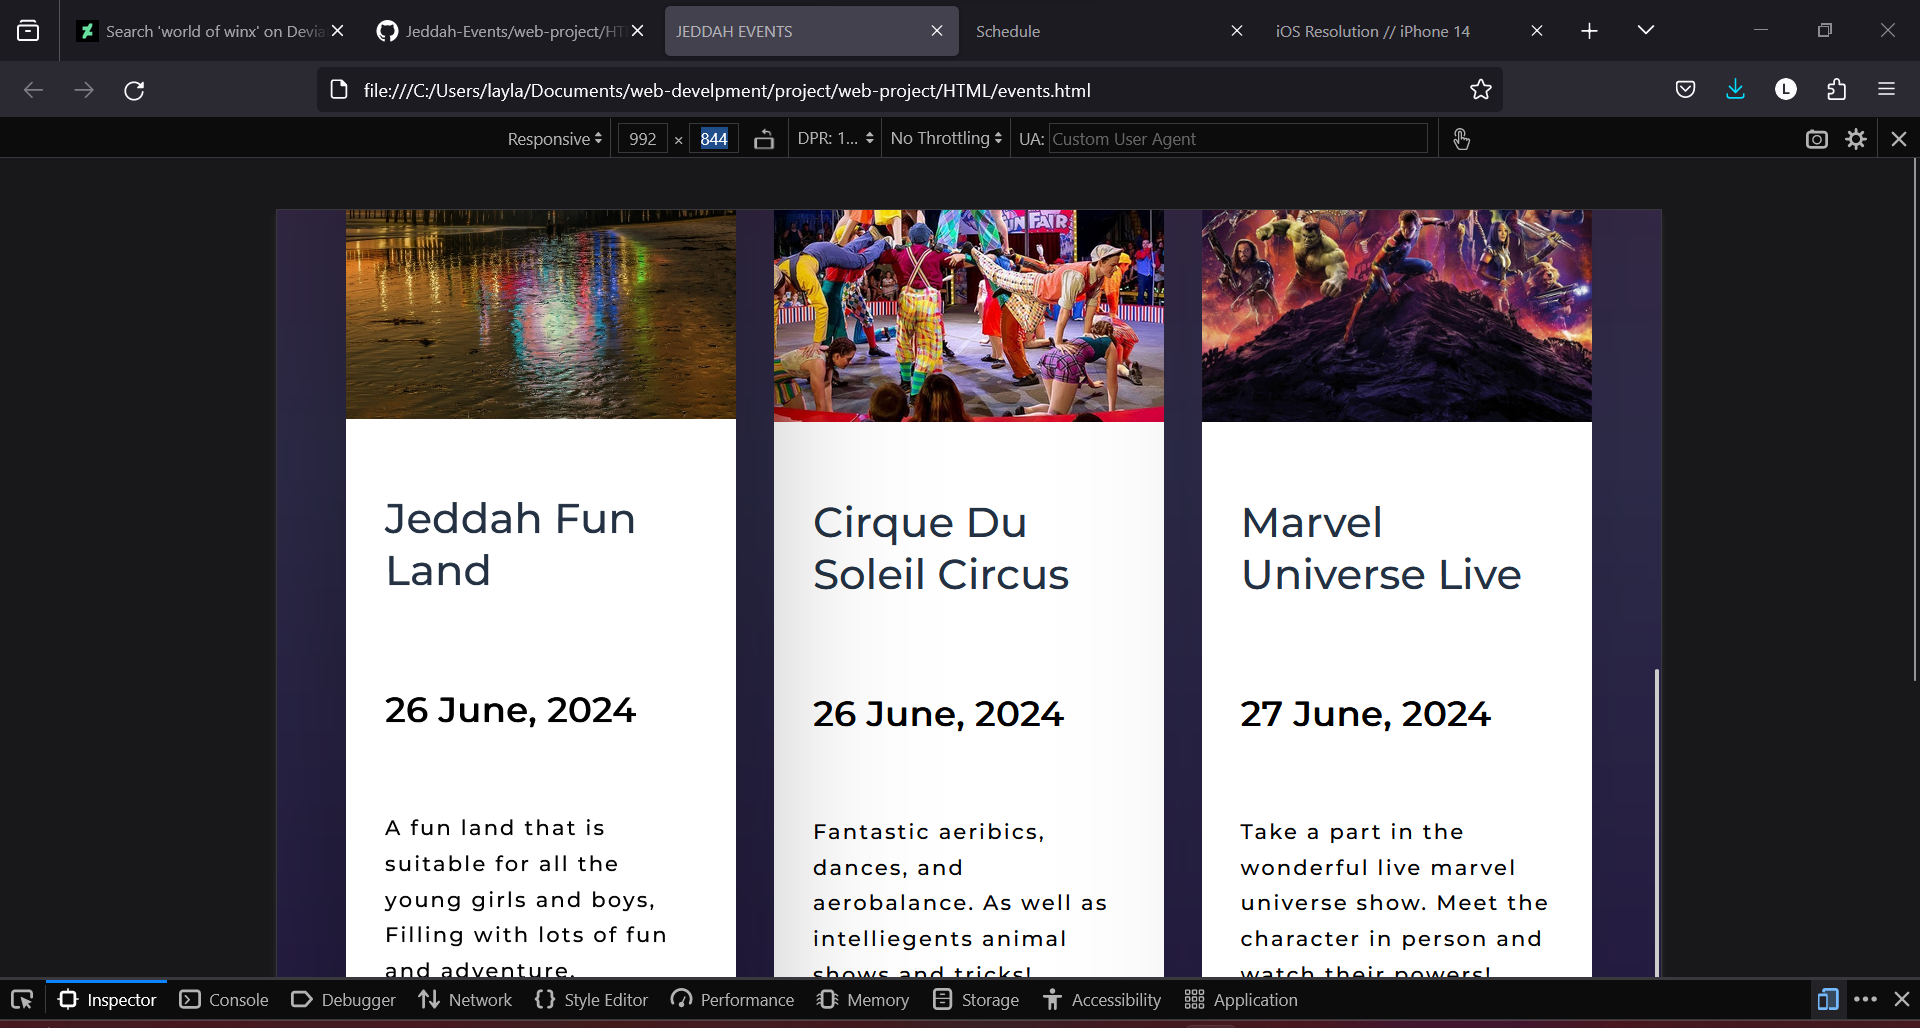 Search 'world of winx' on Devia
Jeddah-Events/web-project/HT
JEDDAH EVENTS
Schedule
iOS Resolution // iPhone 14
file:///C:/Users/layla/Documents/web-develpment/project/web-project/HTML/events.html
L
Responsive 992 × 844 DPR: 1... No Throttling UA: Custom User Agent
FUN FAIR
Jeddah Fun
Land
26 June, 2024
A fun land that is
suitable for all the
young girls and boys,
Filling with lots of fun
and adventure.
Cirque Du
Soleil Circus
26 June, 2024
Fantastic aeribics,
dances, and
aerobalance. As well as
intelliegents animal
shows and tricks!
Marvel
Universe Live
27 June, 2024
Take a part in the
wonderful live marvel
universe show. Meet the
character in person and
watch their powers!
Inspector Console Debugger Network Style Editor Performance Memory Storage Accessibility Application